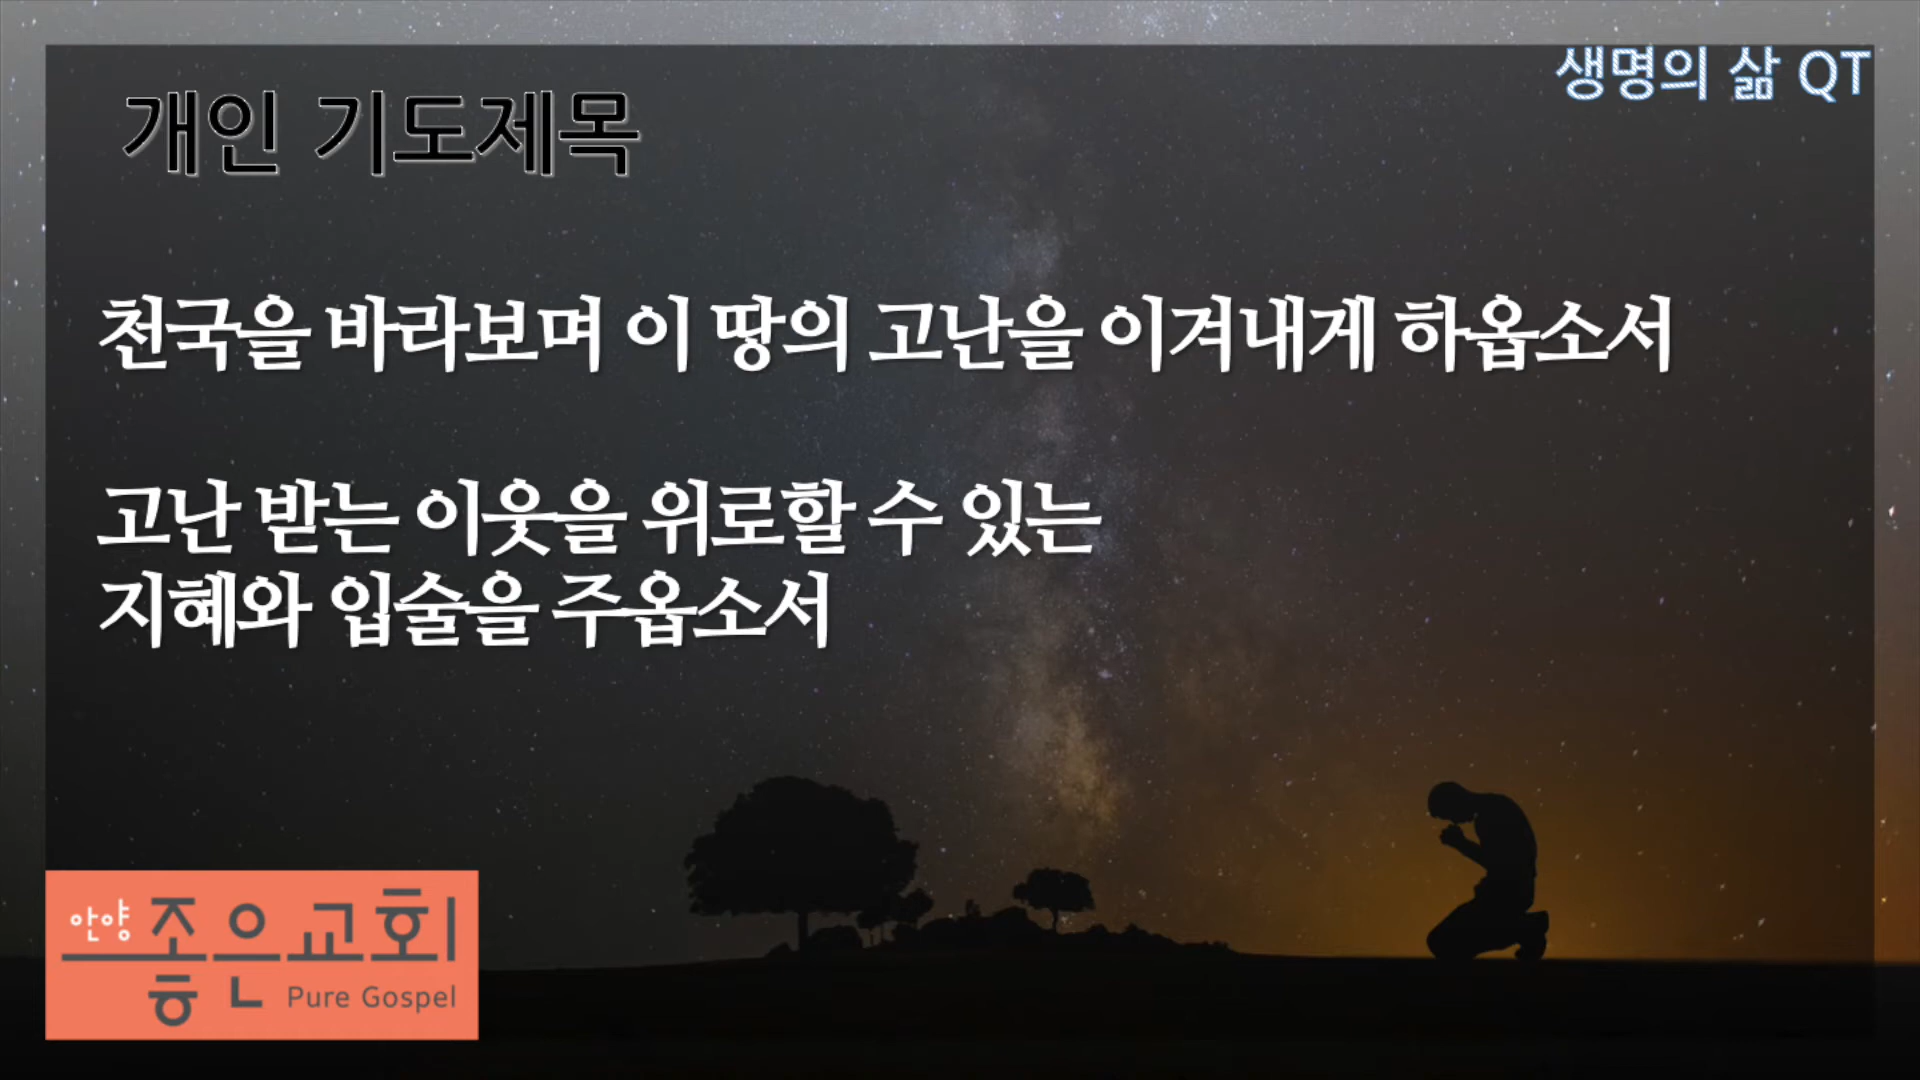 생명의 삶 QT
개인 기도제목
천국을 바라보며 이 땅의 고난을 이겨내게 하옵소서
고난 받는 이웃을 위로할 수 있는
지혜와 입술을 주옵소서
안양 좋은교회
Pure Gospel